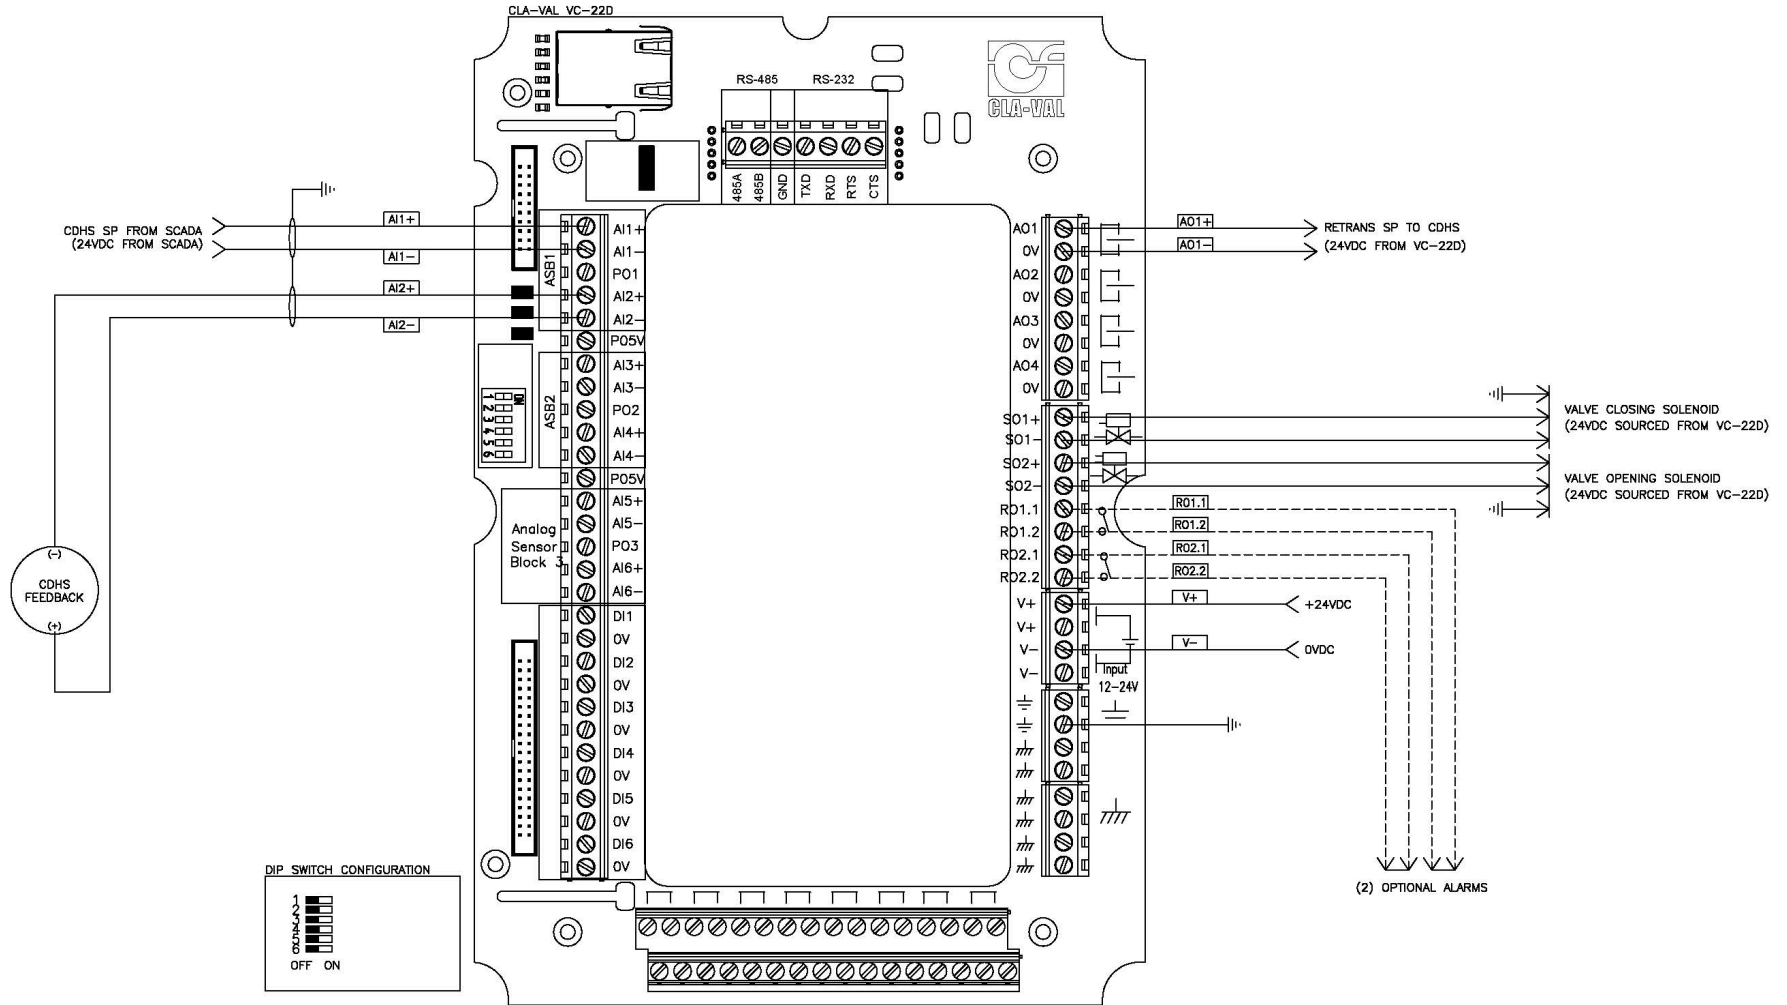 CLA-VAL VC-22D
CLA-VAL
RS-485
RS-232
485A
485B
GND
TXD
RXD
RTS
CTS
CDHS SP FROM SCADA
(24VDC FROM SCADA)
AI1+
AI1-
AI2+
AI2-
CDHS
FEEDBACK
(-)
(+)
ASB1
ASB2
Analog
Sensor
Block 3
ON
1
2
3
4
5
6
AI1+
AI1-
PO1
AI2+
AI2-
PO5V
AI3+
AI3-
PO2
AI4+
AI4-
PO5V
AI5+
AI5-
PO3
AI6+
AI6-
DI1
0V
DI2
0V
DI3
0V
DI4
0V
DI5
0V
DI6
0V
AO1
0V
AO2
0V
AO3
0V
AO4
0V
SO1+
SO1-
SO2+
SO2-
RO1.1
RO1.2
RO2.1
RO2.2
V+
V+
V-
V-
Input
12-24V
AO1+
AO1-
RETRANS SP TO CDHS
(24VDC FROM VC-22D)
VALVE CLOSING SOLENOID
(24VDC SOURCED FROM VC-22D)
VALVE OPENING SOLENOID
(24VDC SOURCED FROM VC-22D)
RO1.1
RO1.2
RO2.1
RO2.2
V+
+24VDC
V-
0VDC
(2) OPTIONAL ALARMS
DIP SWITCH CONFIGURATION
1
2
3
4
5
6
OFF ON